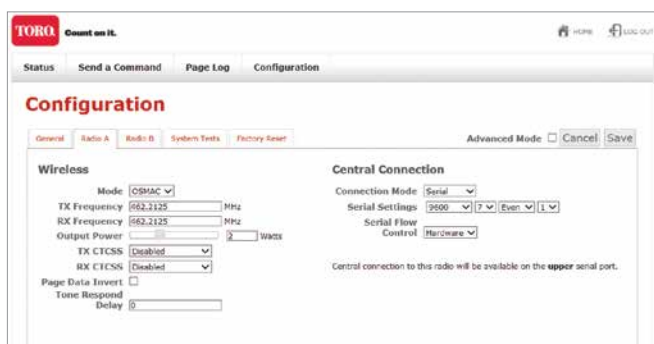 TORO. Count on it.
HOME LOG OUT
Status Send a Command Page Log Configuration
Configuration
General Radio A Radio B System Tests Factory Reset Advanced Mode Cancel Save
Wireless
Mode OSMAC
TX Frequency 462.2125 MHz
RX Frequency 462.2125 MHz
Output Power 2 Watts
TX CTCSS Disabled
RX CTCSS Disabled
Page Data Invert
Tone Respond
Delay 0
Central Connection
Connection Mode Serial
Serial Settings 9600 7 Even 1
Serial Flow
Control Hardware
Central connection to this radio will be available on the upper serial port.